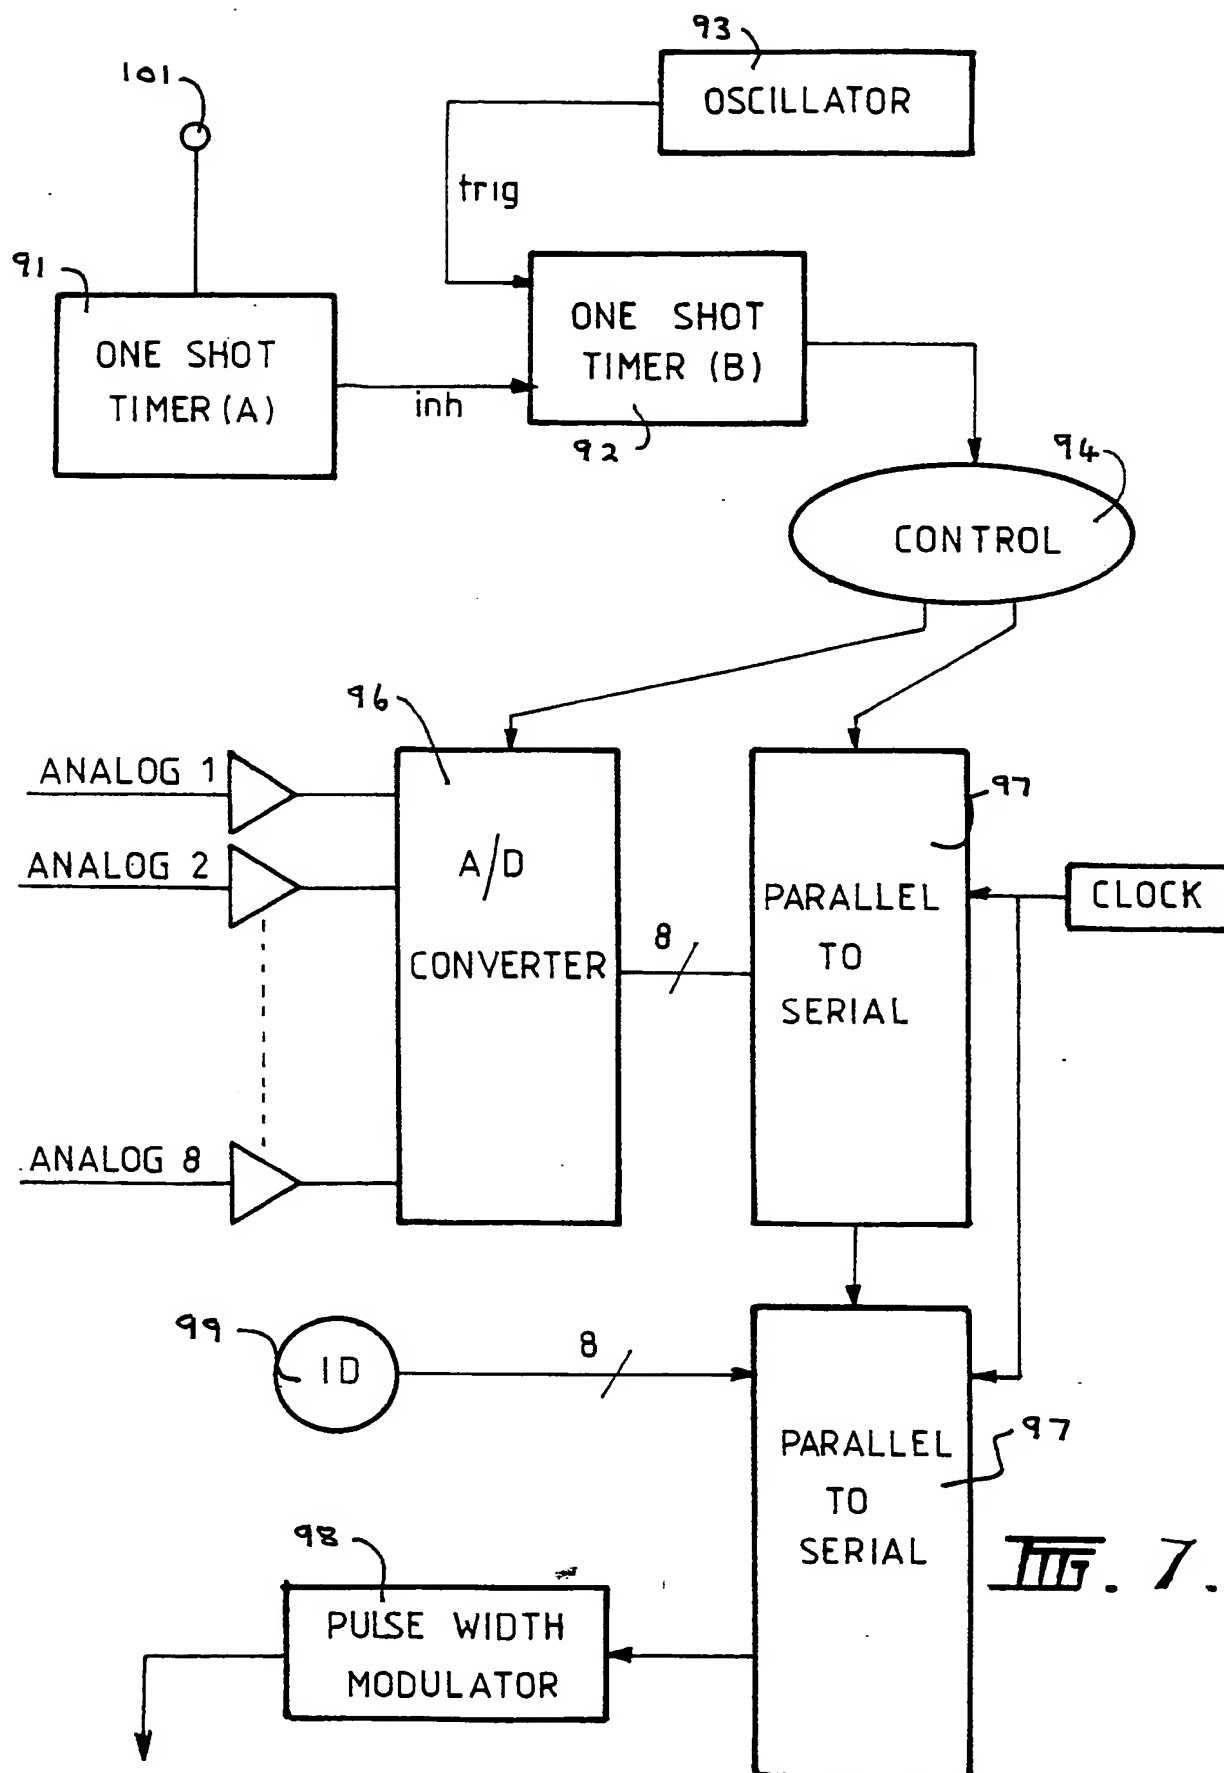 93
OSCILLATOR
101
trig
91
ONE SHOT
TIMER (A)
inh
ONE SHOT
TIMER (B)
92
94
CONTROL
96
ANALOG 1
ANALOG 2
ANALOG 8
A/D
CONVERTER
8
97
PARALLEL
TO
SERIAL
CLOCK
99
ID
8
97
PARALLEL
TO
SERIAL
98
PULSE WIDTH
MODULATOR
FIG. 7.